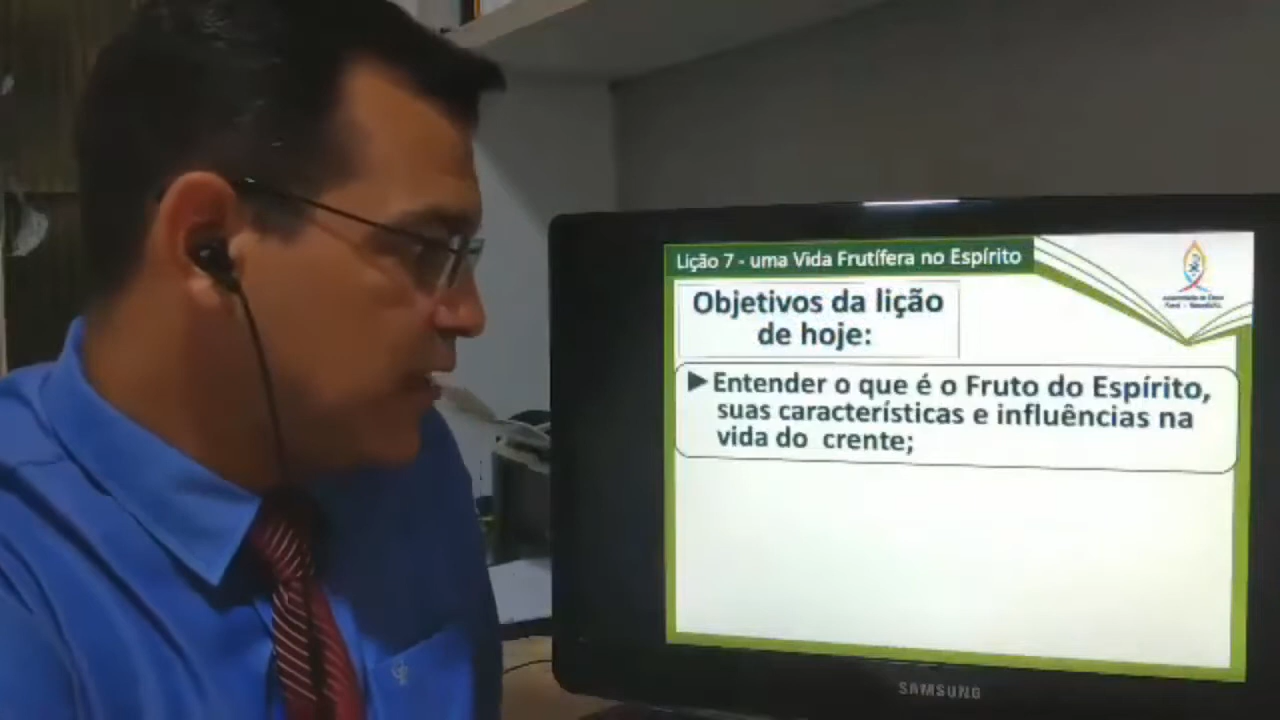 Lição 7 - uma Vida Frutífera no Espírito
Objetivos da lição
de hoje:
Entender o que é o Fruto do Espírito,
suas características e influências na
vida do crente;
SAMSUNG